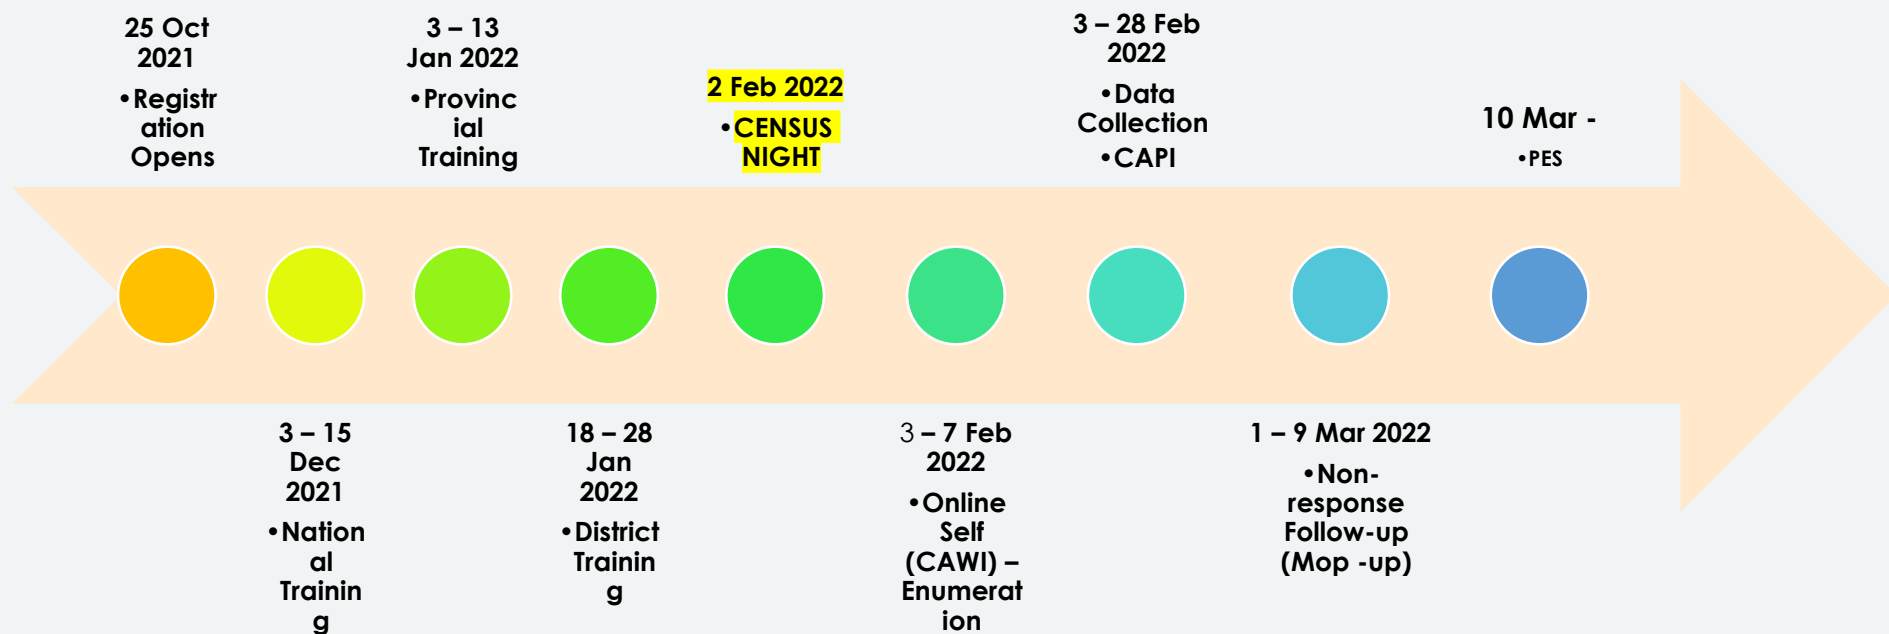 25 Oct
2021
•Registr
ation
Opens
3 – 13
Jan 2022
•Provinc
ial
Training
2 Feb 2022
•CENSUS
NIGHT
3 – 28 Feb
2022
•Data
Collection
•CAPI
10 Mar -
•PES
3 – 15
Dec
2021
•Nation
al
Trainin
g
18 – 28
Jan
2022
•District
Trainin
g
3 – 7 Feb
2022
•Online
Self
(CAWI) –
Enumerat
ion
1 – 9 Mar 2022
•Non-
response
Follow-up
(Mop -up)